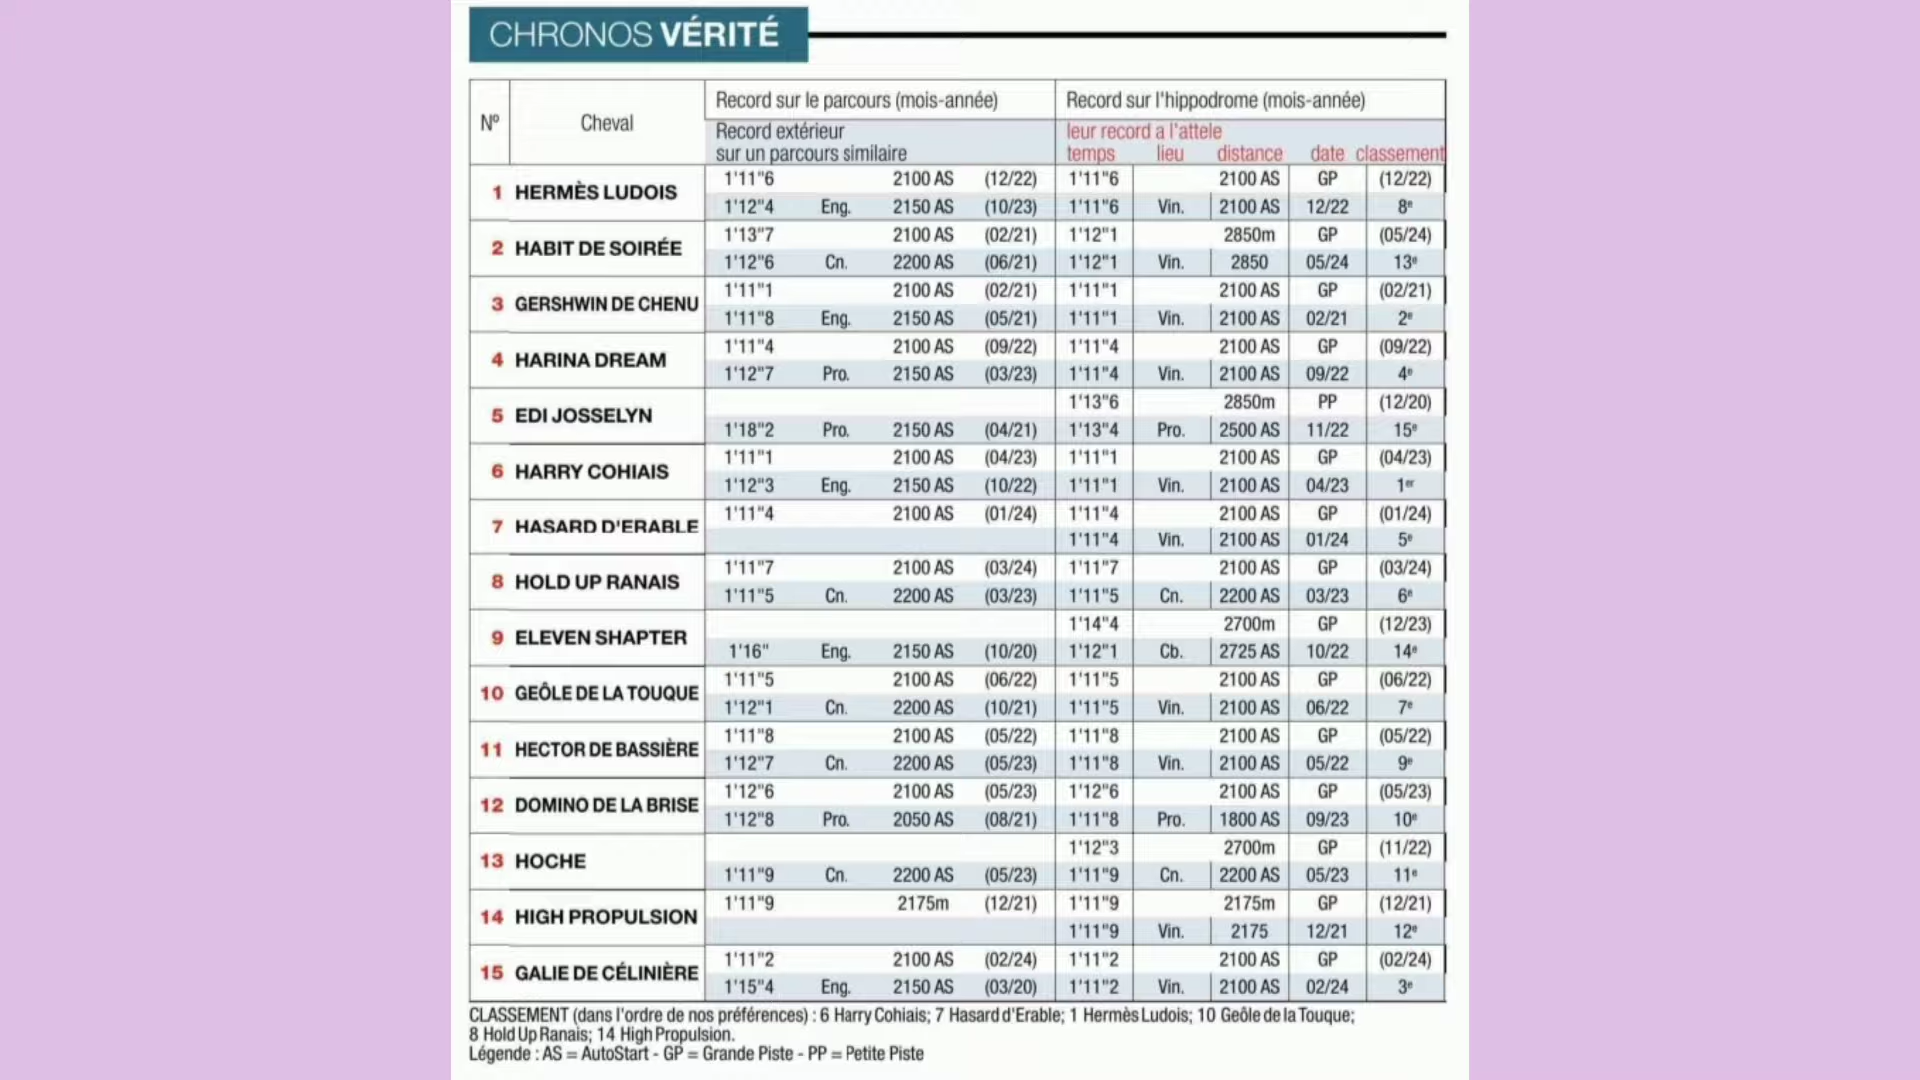 CHRONOS VÉRITÉ
Nº Cheval Record sur le parcours (mois-année) Record sur l'hippodrome (mois-année)
Record extérieur leur record a l'attele
sur un parcours similaire temps lieu distance date classement
1'11"6 2100 AS (12/22) 1'11"6 2100 AS GP (12/22)
1 HERMÈS LUDOIS
1'12"4 Eng. 2150 AS (10/23) 1'11"6 Vin. 2100 AS 12/22 8e
1'13"7 2100 AS (02/21) 1'12"1 2850m GP (05/24)
2 HABIT DE SOIRÉE
1'12"6 Cn. 2200 AS (06/21) 1'12"1 Vin. 2850 05/24 13e
1'11"1 2100 AS (02/21) 1'11"1 2100 AS GP (02/21)
3 GERSHWIN DE CHENU
1'11"8 Eng. 2150 AS (05/21) 1'11"1 Vin. 2100 AS 02/21 2e
1'11"4 2100 AS (09/22) 1'11"4 2100 AS GP (09/22)
4 HARINA DREAM
1'12"7 Pro. 2150 AS (03/23) 1'11"4 Vin. 2100 AS 09/22 4e
1'13"6 2850m PP (12/20)
5 EDI JOSSELYN
1'18"2 Pro. 2150 AS (04/21) 1'13"4 Pro. 2500 AS 11/22 15e
1'11"1 2100 AS (04/23) 1'11"1 2100 AS GP (04/23)
6 HARRY COHIAIS
1'12"3 Eng. 2150 AS (10/22) 1'11"1 Vin. 2100 AS 04/23 1er
1'11"4 2100 AS (01/24) 1'11"4 2100 AS GP (01/24)
7 HASARD D'ERABLE
1'11"4 Vin. 2100 AS 01/24 5e
1'11"7 2100 AS (03/24) 1'11"7 2100 AS GP (03/24)
8 HOLD UP RANAIS
1'11"5 Cn. 2200 AS (03/23) 1'11"5 Cn. 2200 AS 03/23 6e
1'14"4 2700m GP (12/23)
9 ELEVEN SHAPTER
1'16" Eng. 2150 AS (10/20) 1'12"1 Cb. 2725 AS 10/22 14e
1'11"5 2100 AS (06/22) 1'11"5 2100 AS GP (06/22)
10 GEÔLE DE LA TOUQUE
1'12"1 Cn. 2200 AS (10/21) 1'11"5 Vin. 2100 AS 06/22 7e
1'11"8 2100 AS (05/22) 1'11"8 2100 AS GP (05/22)
11 HECTOR DE BASSIÈRE
1'12"7 Cn. 2200 AS (05/23) 1'11"8 Vin. 2100 AS 05/22 9e
1'12"6 2100 AS (05/23) 1'12"6 2100 AS GP (05/23)
12 DOMINO DE LA BRISE
1'12"8 Pro. 2050 AS (08/21) 1'11"8 Pro. 1800 AS 09/23 10e
1'12"3 2700m GP (11/22)
13 HOCHE
1'11"9 Cn. 2200 AS (05/23) 1'11"9 Cn. 2200 AS 05/23 11e
1'11"9 2175m (12/21) 1'11"9 2175m GP (12/21)
14 HIGH PROPULSION
1'11"9 Vin. 2175 12/21 12e
1'11"2 2100 AS (02/24) 1'11"2 2100 AS GP (02/24)
15 GALIE DE CÉLINIÈRE
1'15"4 Eng. 2150 AS (03/20) 1'11"2 Vin. 2100 AS 02/24 3e
CLASSEMENT (dans l'ordre de nos préférences) : 6 Harry Cohiais; 7 Hasard d'Erable; 1 Hermès Ludois; 10 Geôle de la Touque;
8 Hold Up Ranais; 14 High Propulsion.
Légende : AS = AutoStart - GP = Grande Piste - PP = Petite Piste